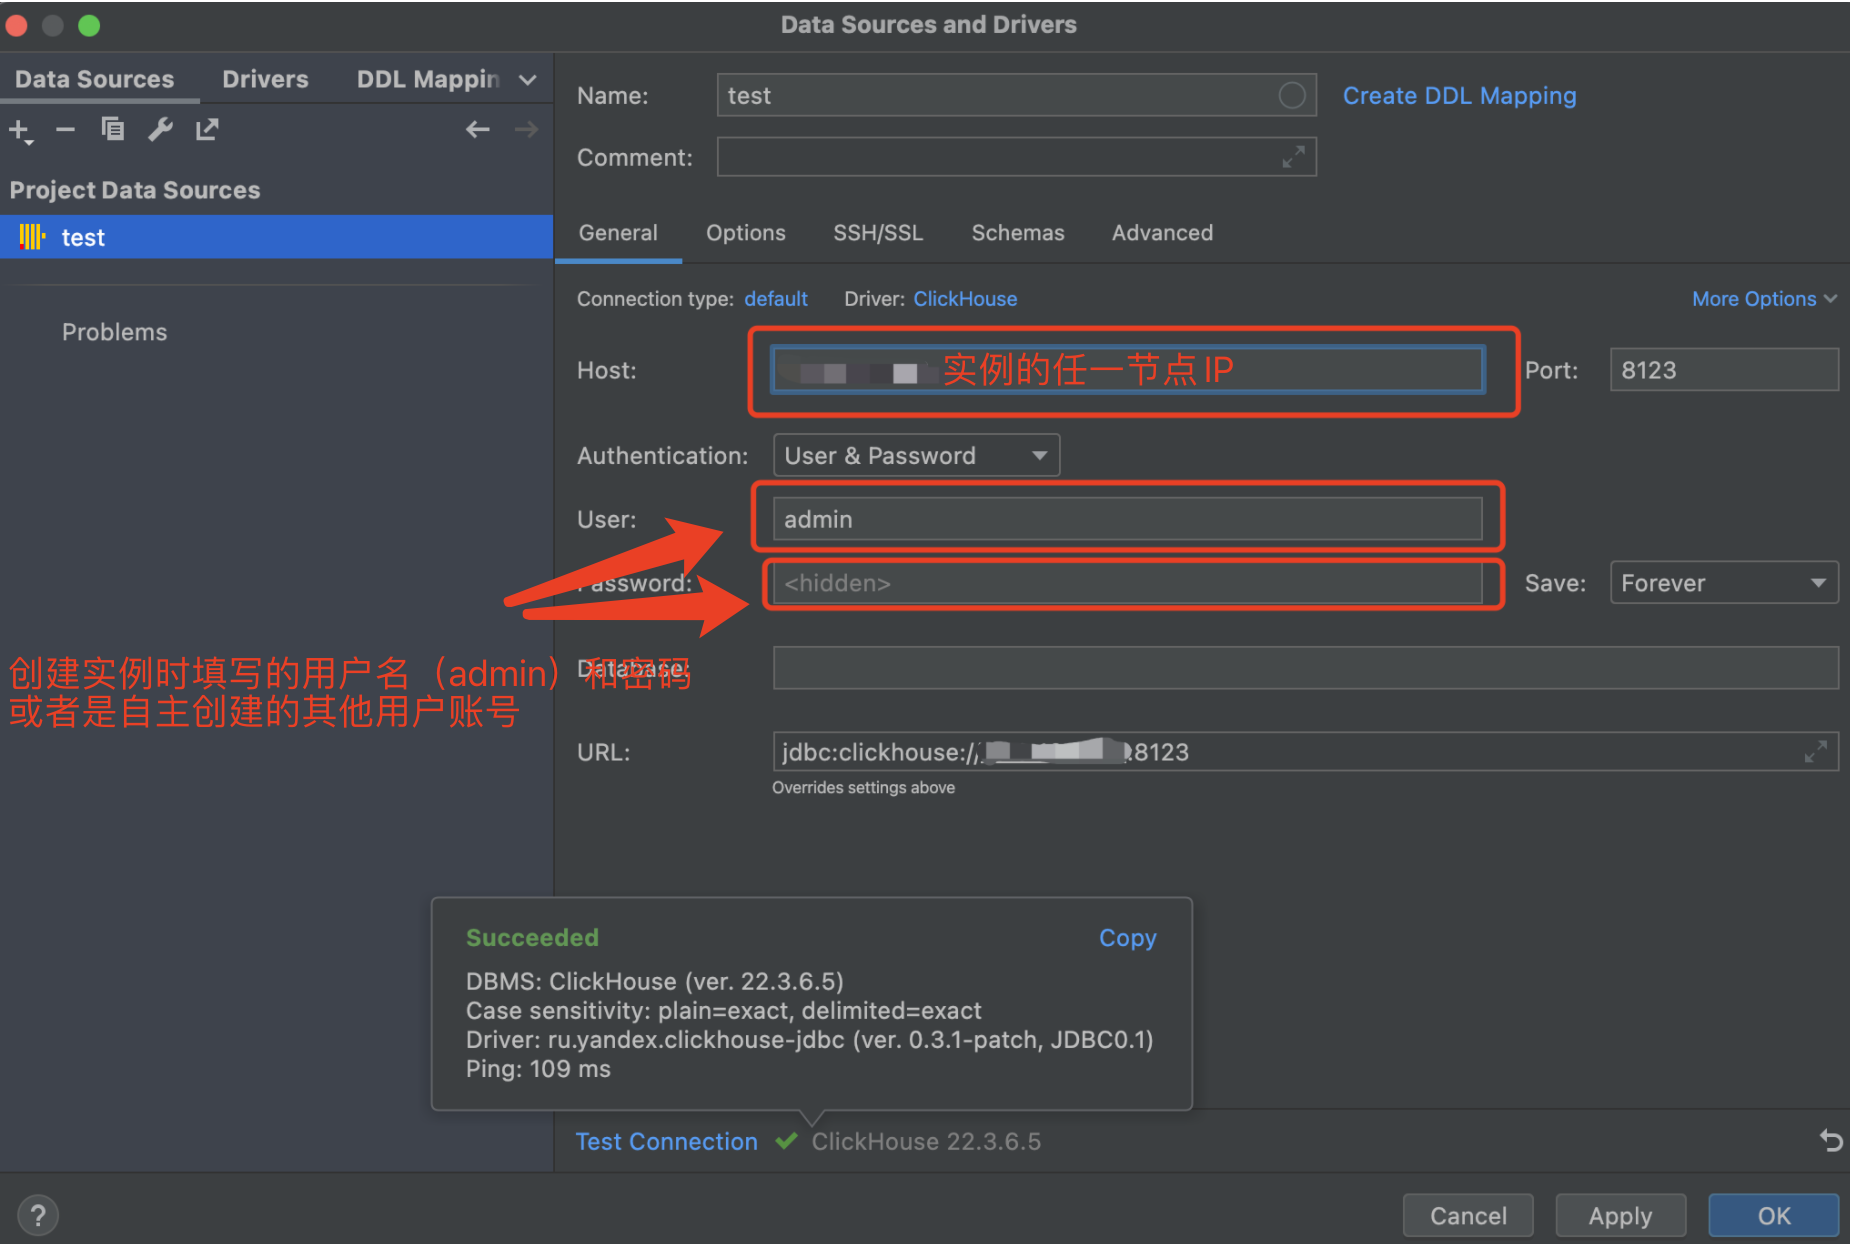 Data Sources and Drivers
Data Sources Drivers DDL Mappin
Name: test Create DDL Mapping
Comment:
Project Data Sources
test
Problems
General Options SSH/SSL Schemas Advanced
Connection type: default Driver: ClickHouse More Options
Host: 实例的任一节点IP Port: 8123
Authentication: User & Password
User: admin
Password: <hidden> Save: Forever
创建实例时填写的用户名（admin）和密码
或者是自主创建的其他用户账号
Database:
URL: jdbc:clickhouse:// :8123
Overrides settings above
Succeeded Copy
DBMS: ClickHouse (ver. 22.3.6.5)
Case sensitivity: plain=exact, delimited=exact
Driver: ru.yandex.clickhouse-jdbc (ver. 0.3.1-patch, JDBC0.1)
Ping: 109 ms
Test Connection ClickHouse 22.3.6.5
? Cancel Apply OK